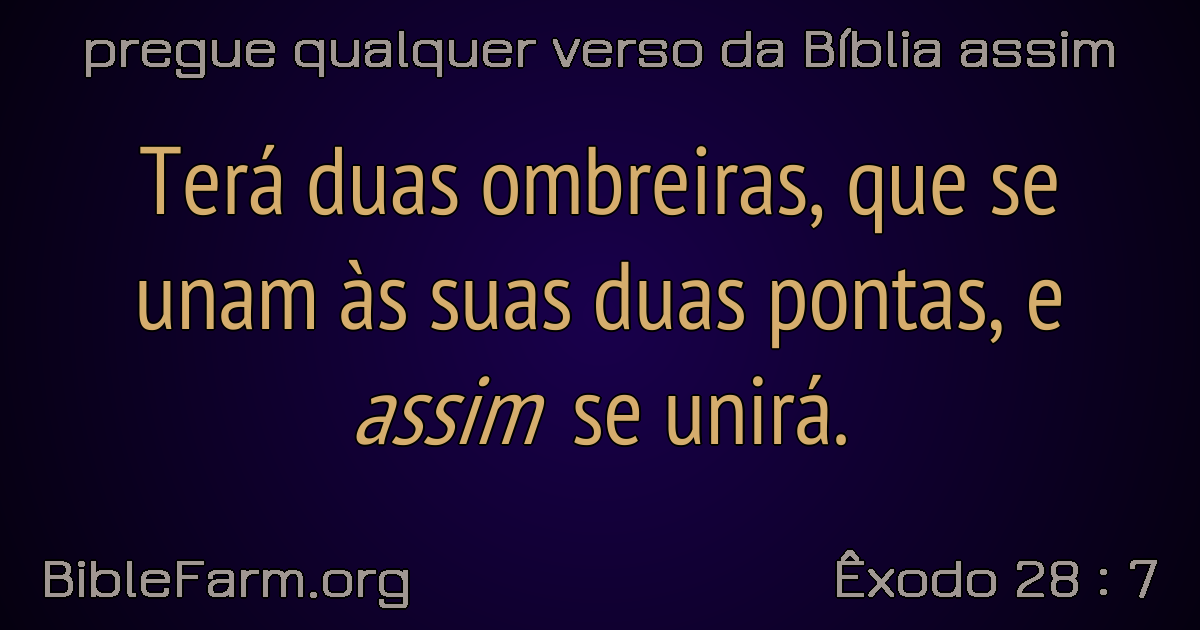 pregue qualquer verso da Bíblia assim
Terá duas ombreiras, que se
unam às suas duas pontas, e
assim se unirá.
BibleFarm.org
Êxodo 28 : 7